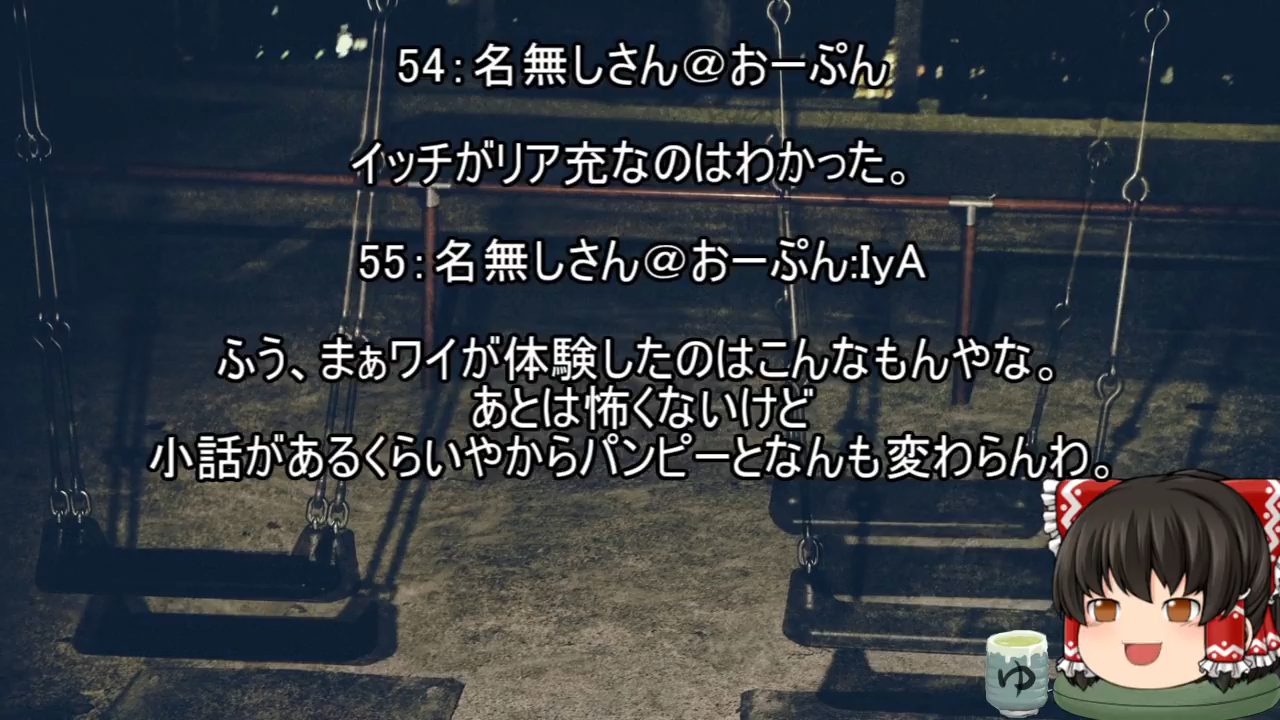 54：名無しさん＠おーぷん
イッチがリア充なのはわかった。
55：名無しさん＠おーぷん:IyA
ふう、まぁワイが体験したのはこんなもんやな。
あとは怖くないけど
小話があるくらいやからパンピーとなんも変わらんわ。
ゆ